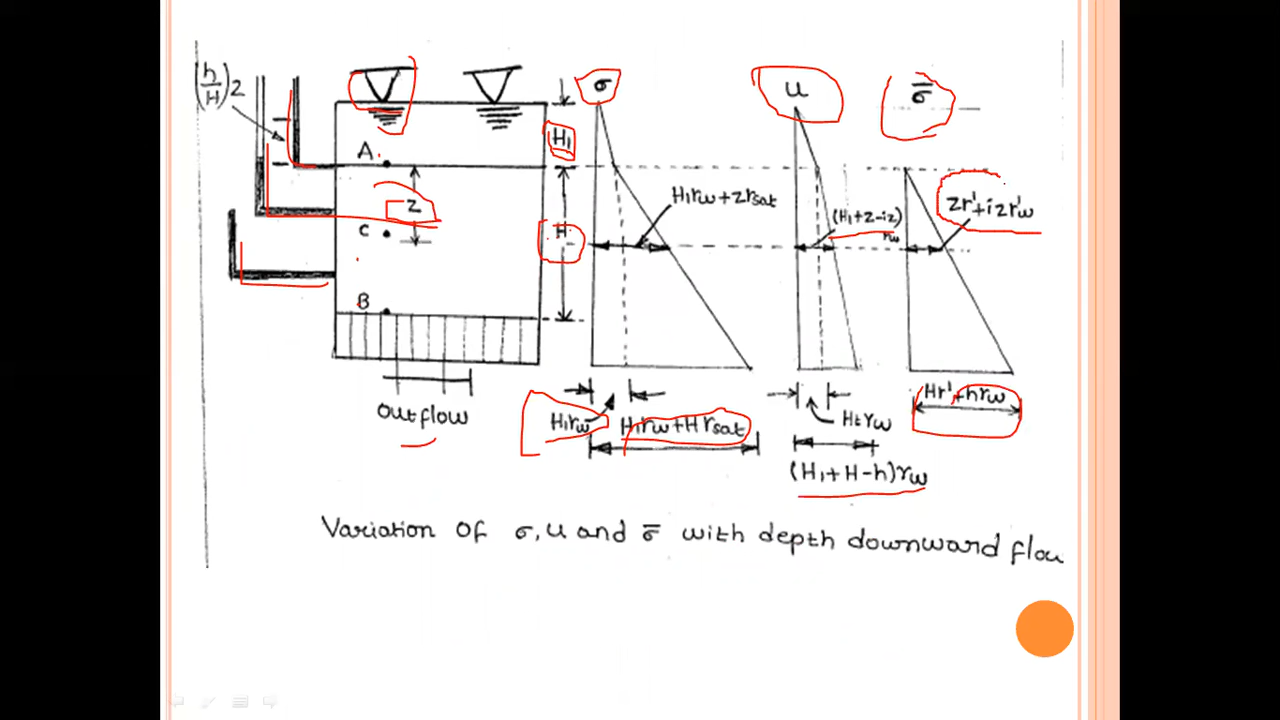 (h/H)z
σ
u
σ̅
A
H1
H1rw+zrsat
zr'+izr'w
z
(H1+z-iz)
rw
C
H
B
Outflow
H1rw
H1rw+Hrsat
Htrw
Hr'+hrw
(H1+H-h)rw
Variation of σ, u and σ̅ with depth downward flow